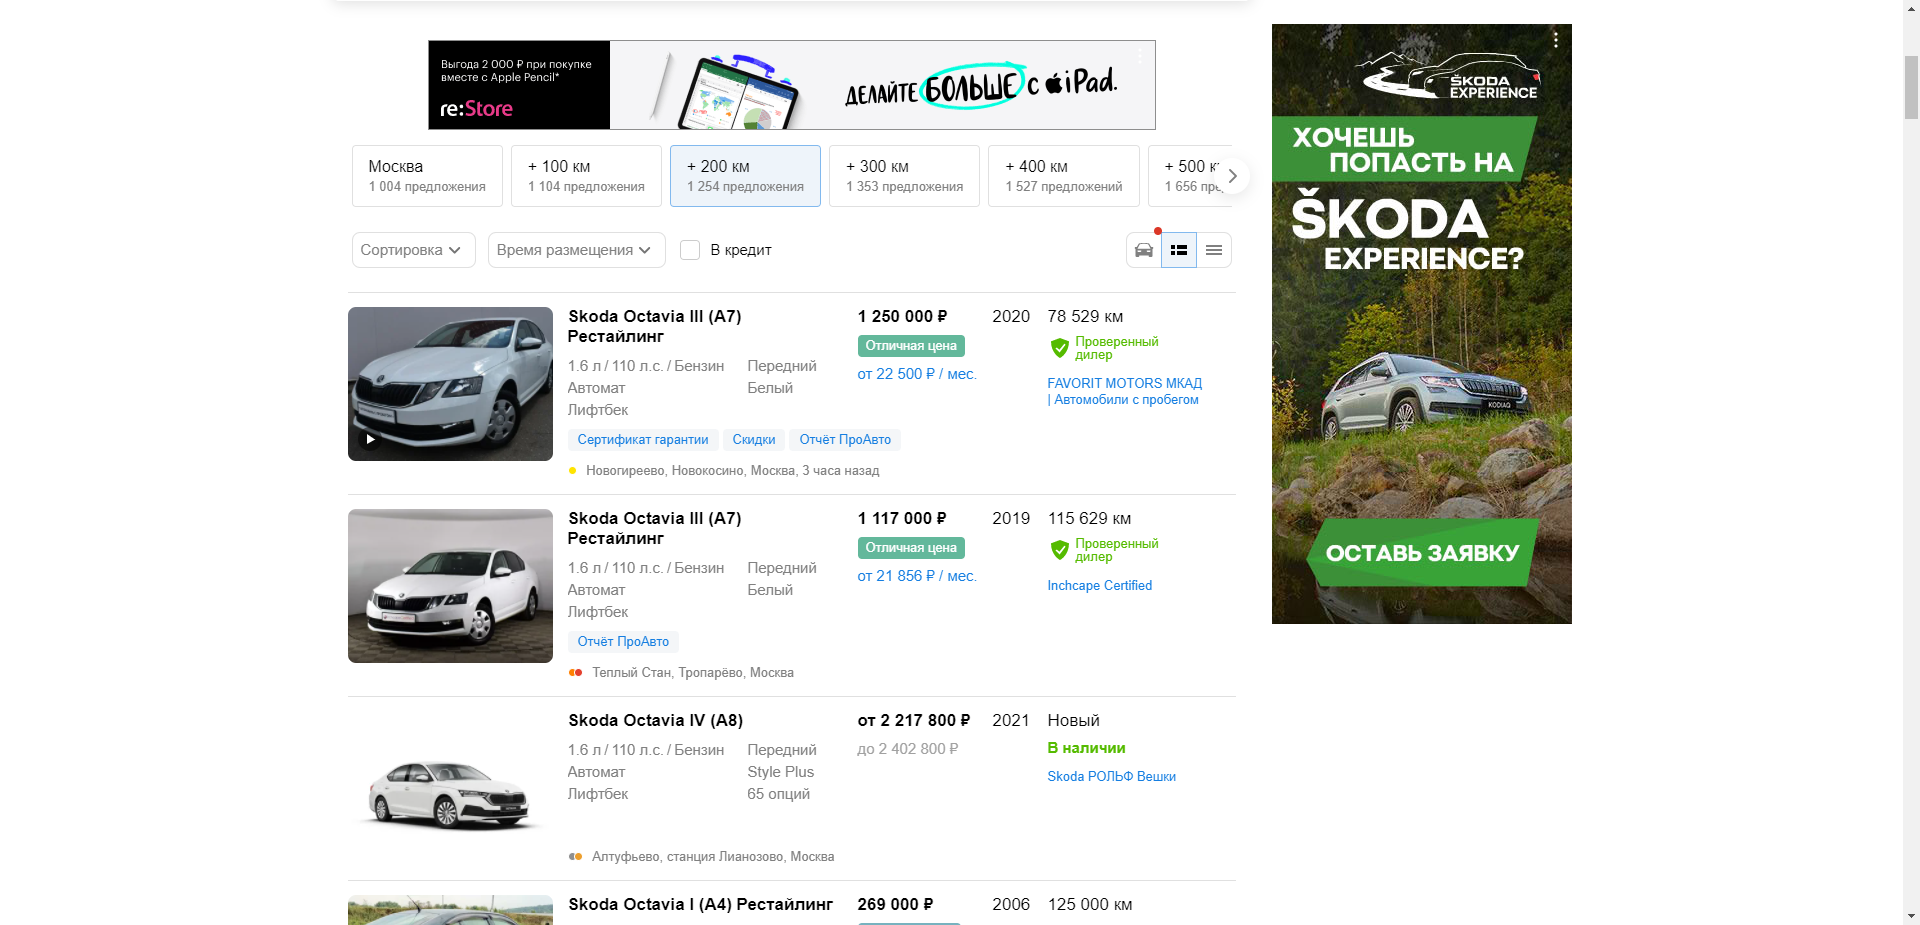 Выгода 2 000 ₽ при покупке
вместе с Apple Pencil*
re:Store
ДЕЛАЙТЕ БОЛЬШЕ с iPad.
Москва
1 004 предложения
+ 100 км
1 104 предложения
+ 200 км
1 254 предложения
+ 300 км
1 353 предложения
+ 400 км
1 527 предложений
+ 500
1 656
Сортировка
Время размещения
В кредит
Skoda Octavia III (A7)
Рестайлинг
1.6 л / 110 л.с. / Бензин
Автомат
Лифтбек
Передний
Белый
1 250 000 ₽
Отличная цена
от 22 500 ₽ / мес.
2020
78 529 км
Проверенный
дилер
FAVORIT MOTORS МКАД
| Автомобили с пробегом
Сертификат гарантии
Скидки
Отчёт ПроАвто
Новогиреево, Новокосино, Москва, 3 часа назад
Skoda Octavia III (A7)
Рестайлинг
1.6 л / 110 л.с. / Бензин
Автомат
Лифтбек
Передний
Белый
1 117 000 ₽
Отличная цена
от 21 856 ₽ / мес.
2019
115 629 км
Проверенный
дилер
Inchcape Certified
Отчёт ПроАвто
Теплый Стан, Тропарёво, Москва
Skoda Octavia IV (A8)
1.6 л / 110 л.с. / Бензин
Автомат
Лифтбек
Передний
Style Plus
65 опций
от 2 217 800 ₽
до 2 402 800 ₽
2021
Новый
В наличии
Skoda РОЛЬФ Вешки
Алтуфьево, станция Лианозово, Москва
Skoda Octavia I (A4) Рестайлинг
269 000 ₽
2006
125 000 км
ŠKODA
EXPERIENCE
ХОЧЕШЬ
ПОПАСТЬ НА
ŠKODA
EXPERIENCE?
KODIAQ
ОСТАВЬ ЗАЯВКУ